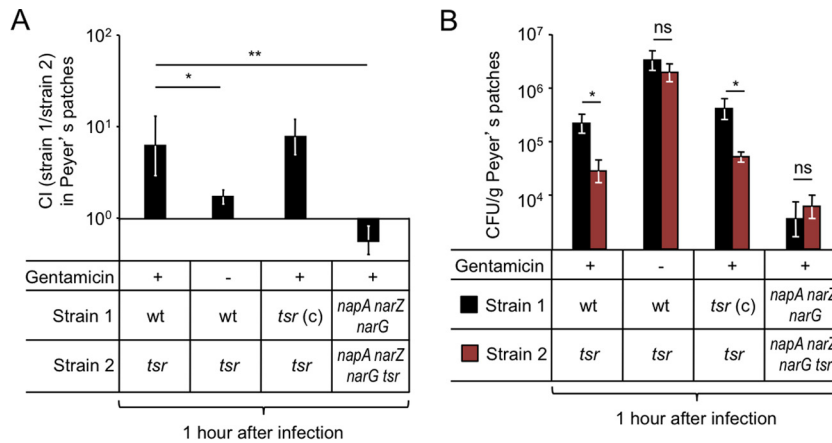 A
CI (strain 1/strain 2)
in Peyer's patches
10²
10¹
10⁰
*
**
Gentamicin + - + +
Strain 1 wt wt tsr (c) napA narZ
narG
Strain 2 tsr tsr tsr napA narZ
narG tsr
1 hour after infection
B
CFU/g Peyer's patches
10⁷
10⁶
10⁵
10⁴
*
ns
*
ns
Gentamicin + - + +
Strain 1 wt wt tsr (c) napA narZ
narG
Strain 2 tsr tsr tsr napA narZ
narG tsr
1 hour after infection